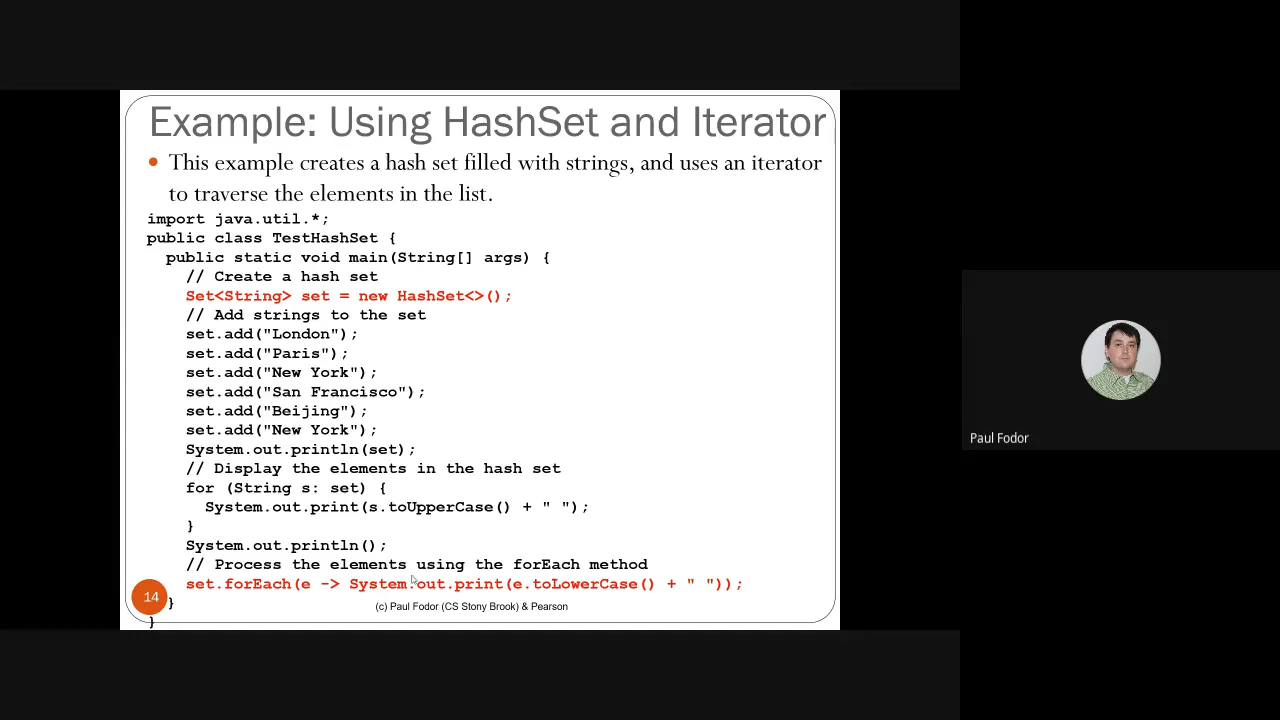 Example: Using HashSet and Iterator
• This example creates a hash set filled with strings, and uses an iterator
to traverse the elements in the list.
import java.util.*;
public class TestHashSet {
public static void main(String[] args) {
// Create a hash set
Set<String> set = new HashSet<>();
// Add strings to the set
set.add("London");
set.add("Paris");
set.add("New York");
set.add("San Francisco");
set.add("Beijing");
set.add("New York");
System.out.println(set);
// Display the elements in the hash set
for (String s: set) {
System.out.print(s.toUpperCase() + " ");
}
System.out.println();
// Process the elements using the forEach method
set.forEach(e -> System.out.print(e.toLowerCase() + " "));
}
}
14
(c) Paul Fodor (CS Stony Brook) & Pearson
Paul Fodor